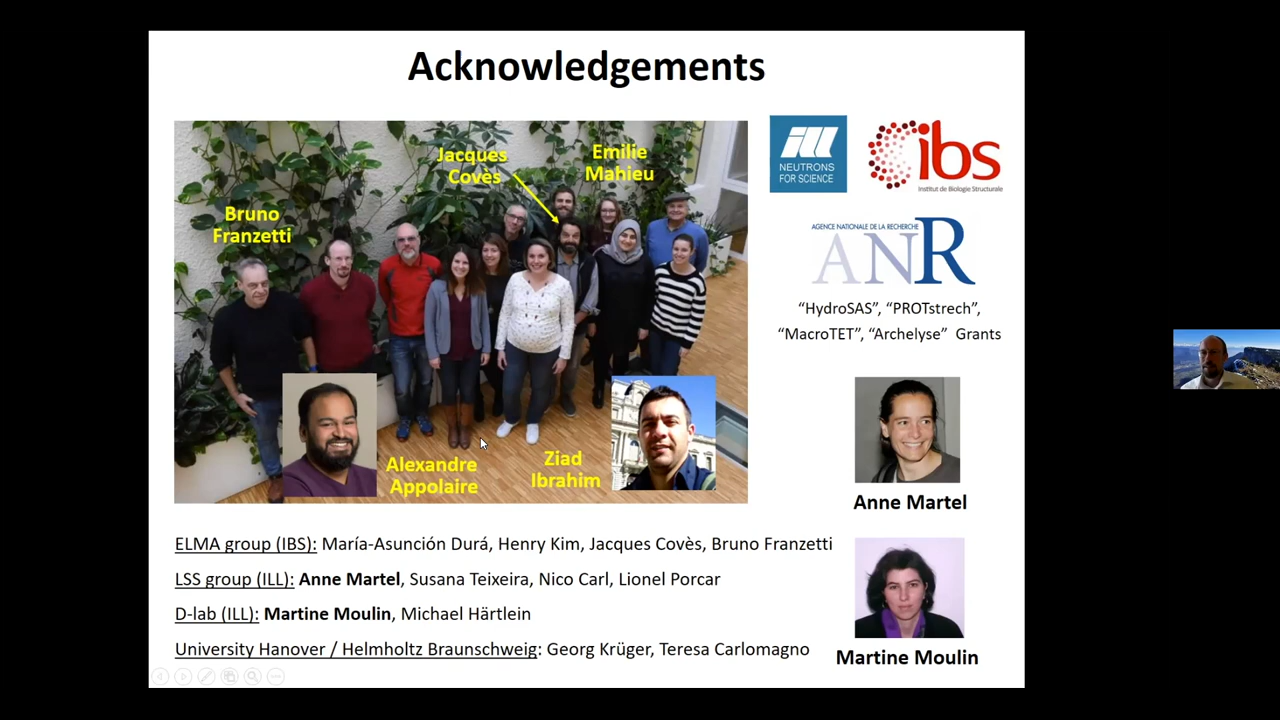 Acknowledgements
Jacques
Covès
Emilie
Mahieu
Bruno
Franzetti
Alexandre
Appolaire
Ziad
Ibrahim
ill
NEUTRONS
FOR SCIENCE
ibs
Institut de Biologie Structurale
AGENCE NATIONALE DE LA RECHERCHE
ANR
“HydroSAS”, “PROTstrech”,
“MacroTET”, “Archelyse” Grants
Anne Martel
Martine Moulin
ELMA group (IBS): María-Asunción Durá, Henry Kim, Jacques Covès, Bruno Franzetti
LSS group (ILL): Anne Martel, Susana Teixeira, Nico Carl, Lionel Porcar
D-lab (ILL): Martine Moulin, Michael Härtlein
University Hanover / Helmholtz Braunschweig: Georg Krüger, Teresa Carlomagno